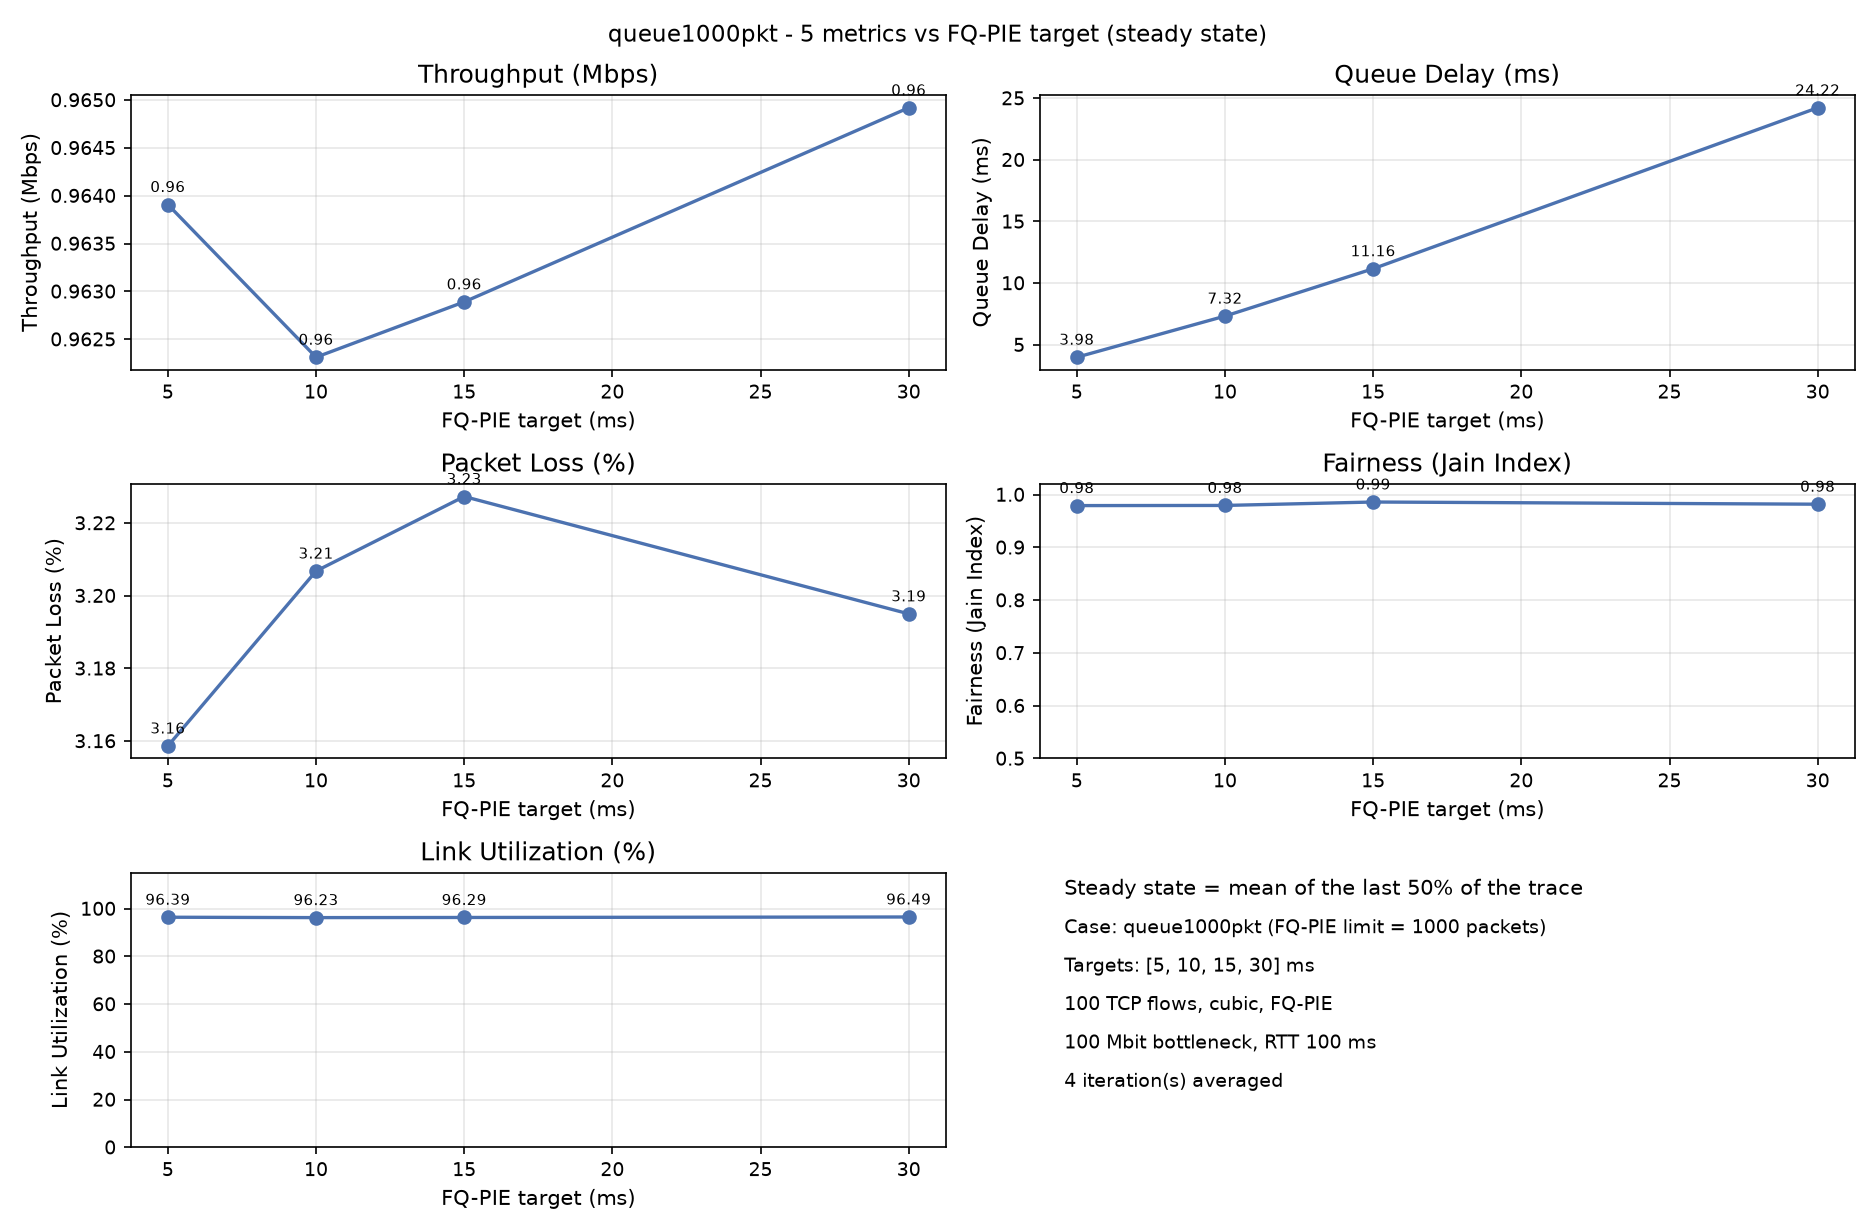 queue1000pkt - 5 metrics vs FQ-PIE target (steady state)
Throughput (Mbps)
Throughput (Mbps)
0.9650
0.9645
0.9640
0.9635
0.9630
0.9625
0.96
0.96
0.96
0.96
5 10 15 20 25 30
FQ-PIE target (ms)
Queue Delay (ms)
Queue Delay (ms)
25
20
15
10
5
3.98
7.32
11.16
24.22
5 10 15 20 25 30
FQ-PIE target (ms)
Packet Loss (%)
Packet Loss (%)
3.22
3.20
3.18
3.16
3.16
3.21
3.23
3.19
5 10 15 20 25 30
FQ-PIE target (ms)
Fairness (Jain Index)
Fairness (Jain Index)
1.0
0.9
0.8
0.7
0.6
0.5
0.98
0.98
0.99
0.98
5 10 15 20 25 30
FQ-PIE target (ms)
Link Utilization (%)
Link Utilization (%)
100
80
60
40
20
0
96.39
96.23
96.29
96.49
5 10 15 20 25 30
FQ-PIE target (ms)
Steady state = mean of the last 50% of the trace
Case: queue1000pkt (FQ-PIE limit = 1000 packets)
Targets: [5, 10, 15, 30] ms
100 TCP flows, cubic, FQ-PIE
100 Mbit bottleneck, RTT 100 ms
4 iteration(s) averaged